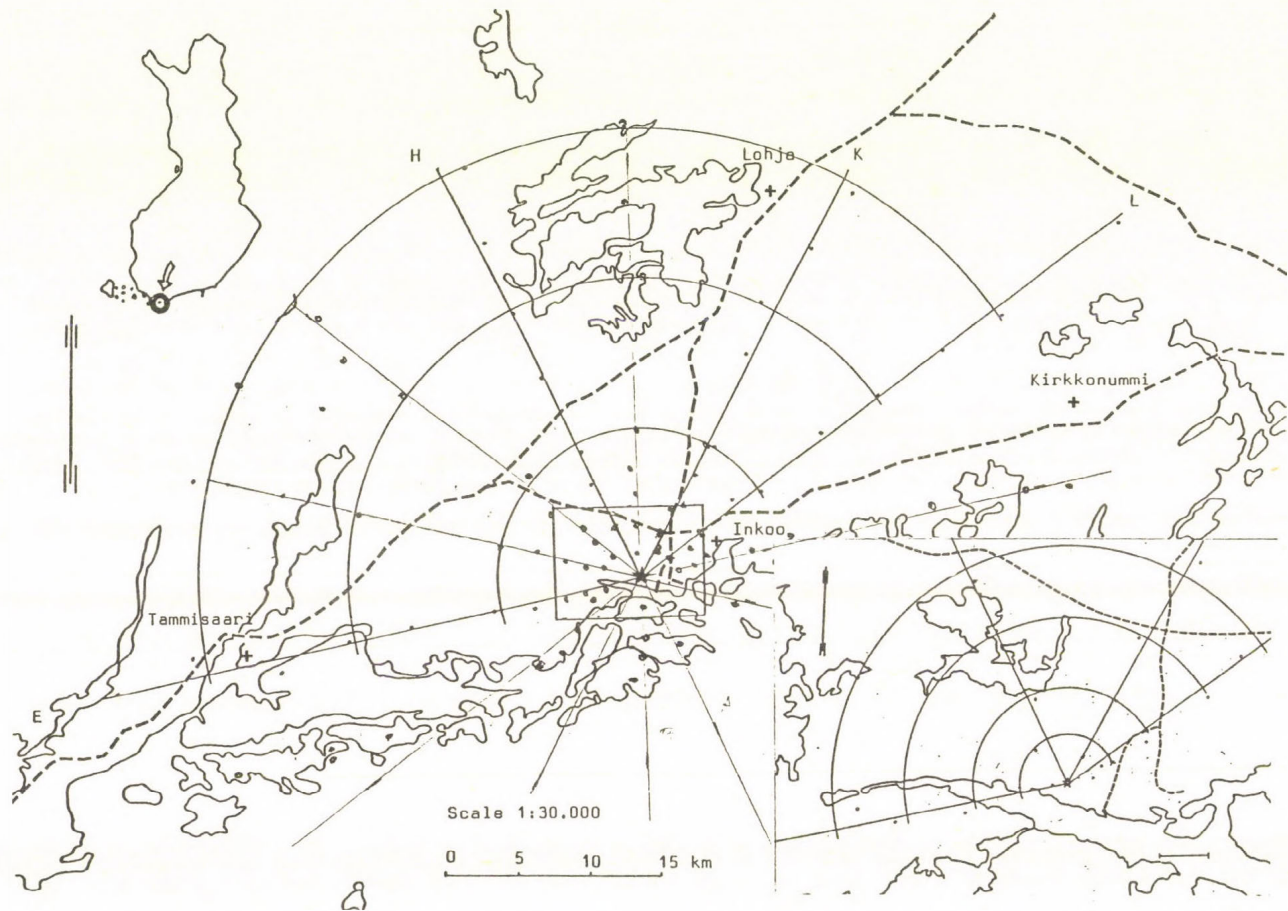 H
Lohja
K
L
Kirkkonummi
Inkoo
Tammisaari
E
Scale 1:30.000
0 5 10 15 km